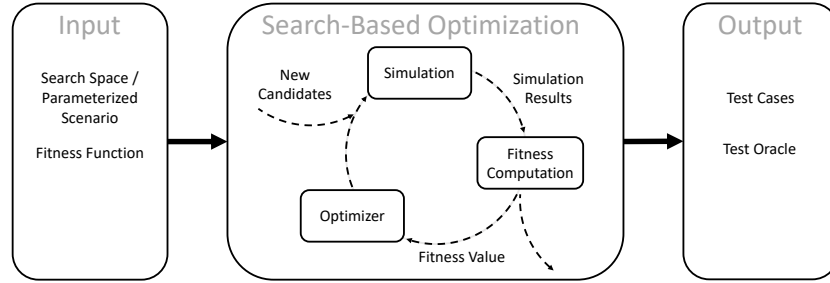 Input
Search Space /
Parameterized
Scenario
Fitness Function
Search-Based Optimization
New
Candidates
Simulation
Simulation
Results
Fitness
Computation
Optimizer
Fitness Value
Output
Test Cases
Test Oracle